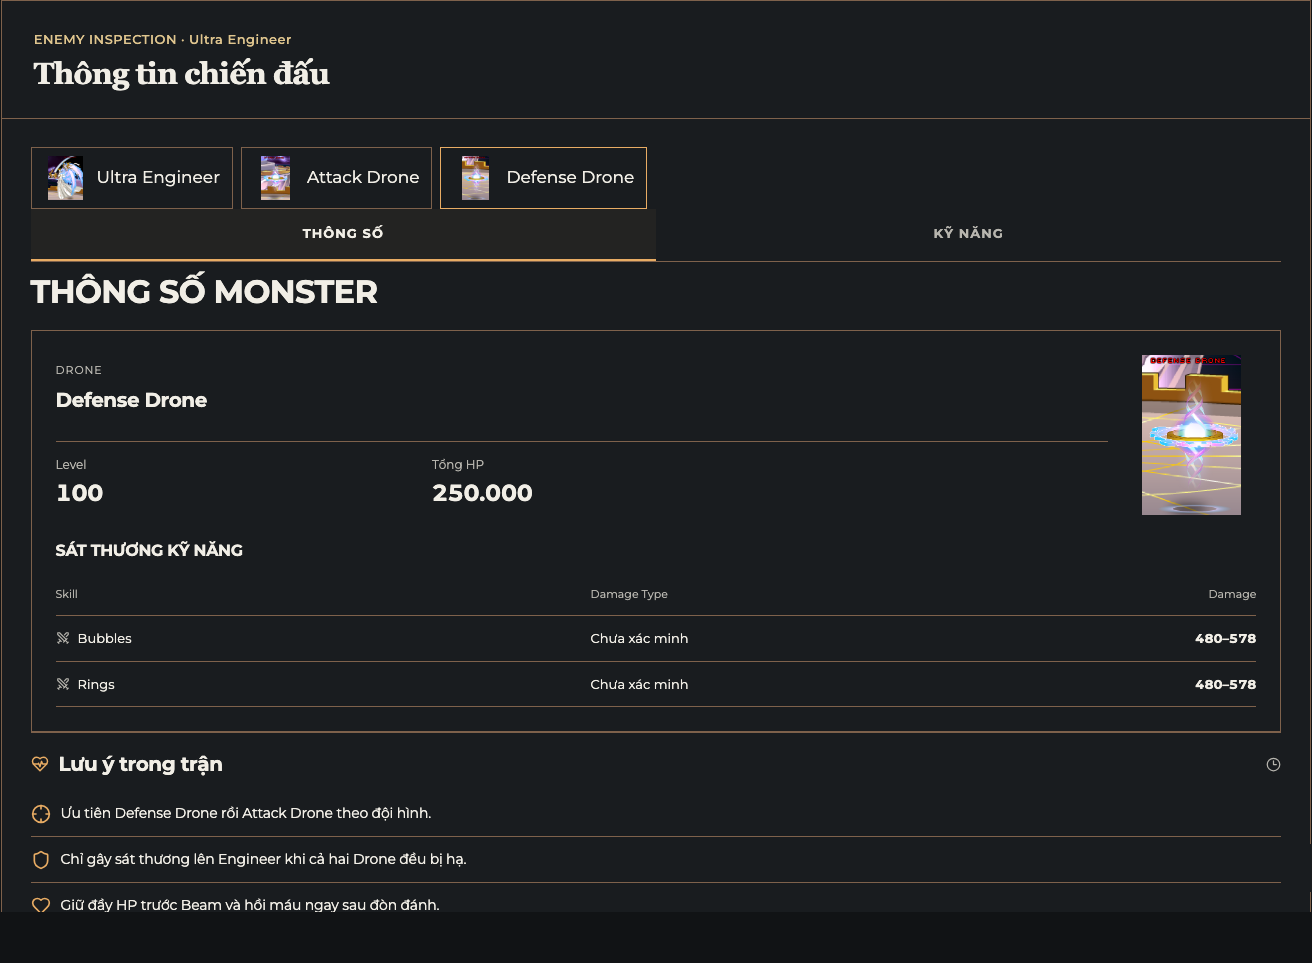 ENEMY INSPECTION · Ultra Engineer
Thông tin chiến đấu
Ultra Engineer
Attack Drone
Defense Drone
THÔNG SỐ
KỸ NĂNG
THÔNG SỐ MONSTER
DRONE
Defense Drone
DEFENSE DRONE
Level
Tổng HP
100
250.000
SÁT THƯƠNG KỸ NĂNG
Skill
Damage Type
Damage
Bubbles
Chưa xác minh
480–578
Rings
Chưa xác minh
480–578
Lưu ý trong trận
Ưu tiên Defense Drone rồi Attack Drone theo đội hình.
Chỉ gây sát thương lên Engineer khi cả hai Drone đều bị hạ.
Giữ đầy HP trước Beam và hồi máu ngay sau đòn đánh.